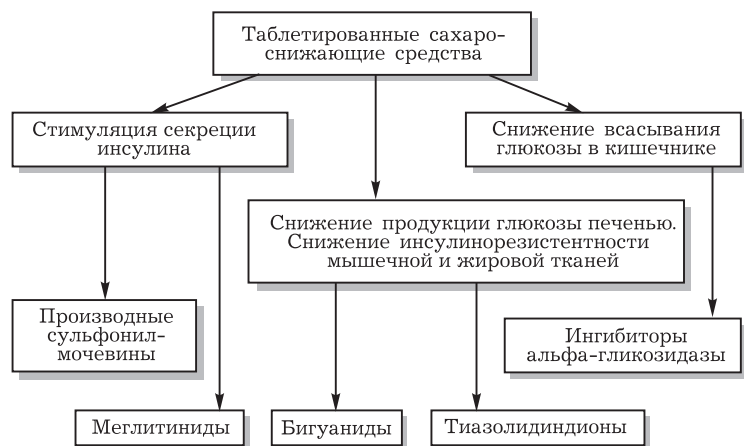 Таблетированные сахаро-
снижающие средства
Стимуляция секреции
инсулина
Снижение всасывания
глюкозы в кишечнике
Снижение продукции глюкозы печенью.
Снижение инсулинорезистентности
мышечной и жировой тканей
Производные
сульфонил-
мочевины
Ингибиторы
альфа-гликозидазы
Меглитиниды
Бигуаниды
Тиазолидиндионы